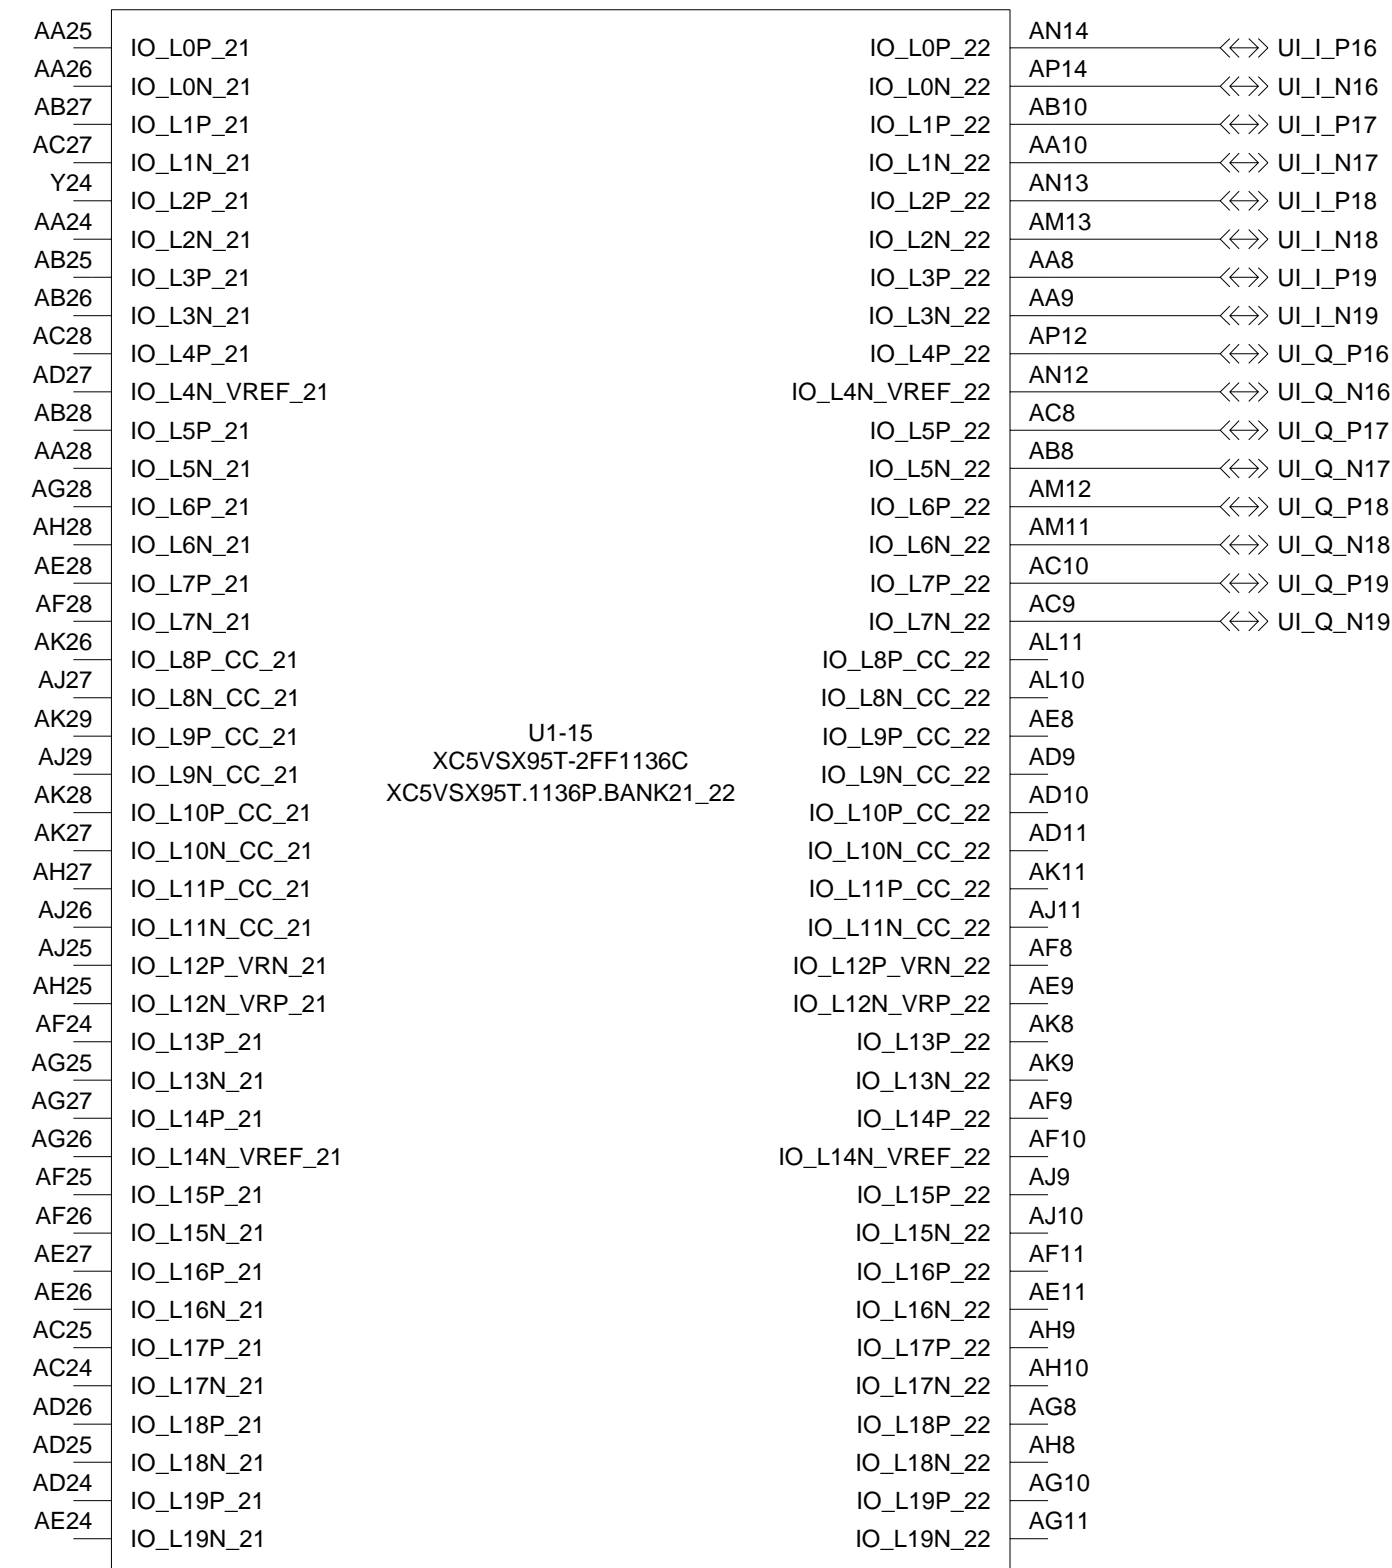 AA25 IO_L0P_21 IO_L0P_22 AN14 UI_I_P16
AA26 IO_L0N_21 IO_L0N_22 AP14 UI_I_N16
AB27 IO_L1P_21 IO_L1P_22 AB10 UI_I_P17
AC27 IO_L1N_21 IO_L1N_22 AA10 UI_I_N17
Y24 IO_L2P_21 IO_L2P_22 AN13 UI_I_P18
AA24 IO_L2N_21 IO_L2N_22 AM13 UI_I_N18
AB25 IO_L3P_21 IO_L3P_22 AA8 UI_I_P19
AB26 IO_L3N_21 IO_L3N_22 AA9 UI_I_N19
AC28 IO_L4P_21 IO_L4P_22 AP12 UI_Q_P16
AD27 IO_L4N_VREF_21 IO_L4N_VREF_22 AN12 UI_Q_N16
AB28 IO_L5P_21 IO_L5P_22 AC8 UI_Q_P17
AA28 IO_L5N_21 IO_L5N_22 AB8 UI_Q_N17
AG28 IO_L6P_21 IO_L6P_22 AM12 UI_Q_P18
AH28 IO_L6N_21 IO_L6N_22 AM11 UI_Q_N18
AE28 IO_L7P_21 IO_L7P_22 AC10 UI_Q_P19
AF28 IO_L7N_21 IO_L7N_22 AC9 UI_Q_N19
AK26 IO_L8P_CC_21 IO_L8P_CC_22 AL11
AJ27 IO_L8N_CC_21 IO_L8N_CC_22 AL10
AK29 IO_L9P_CC_21 U1-15 IO_L9P_CC_22 AE8
AJ29 IO_L9N_CC_21 XC5VSX95T-2FF1136C IO_L9N_CC_22 AD9
AK28 IO_L10P_CC_21 XC5VSX95T.1136P.BANK21_22 IO_L10P_CC_22 AD10
AK27 IO_L10N_CC_21 IO_L10N_CC_22 AD11
AH27 IO_L11P_CC_21 IO_L11P_CC_22 AK11
AJ26 IO_L11N_CC_21 IO_L11N_CC_22 AJ11
AJ25 IO_L12P_VRN_21 IO_L12P_VRN_22 AF8
AH25 IO_L12N_VRP_21 IO_L12N_VRP_22 AE9
AF24 IO_L13P_21 IO_L13P_22 AK8
AG25 IO_L13N_21 IO_L13N_22 AK9
AG27 IO_L14P_21 IO_L14P_22 AF9
AG26 IO_L14N_VREF_21 IO_L14N_VREF_22 AF10
AF25 IO_L15P_21 IO_L15P_22 AJ9
AF26 IO_L15N_21 IO_L15N_22 AJ10
AE27 IO_L16P_21 IO_L16P_22 AF11
AE26 IO_L16N_21 IO_L16N_22 AE11
AC25 IO_L17P_21 IO_L17P_22 AH9
AC24 IO_L17N_21 IO_L17N_22 AH10
AD26 IO_L18P_21 IO_L18P_22 AG8
AD25 IO_L18N_21 IO_L18N_22 AH8
AD24 IO_L19P_21 IO_L19P_22 AG10
AE24 IO_L19N_21 IO_L19N_22 AG11